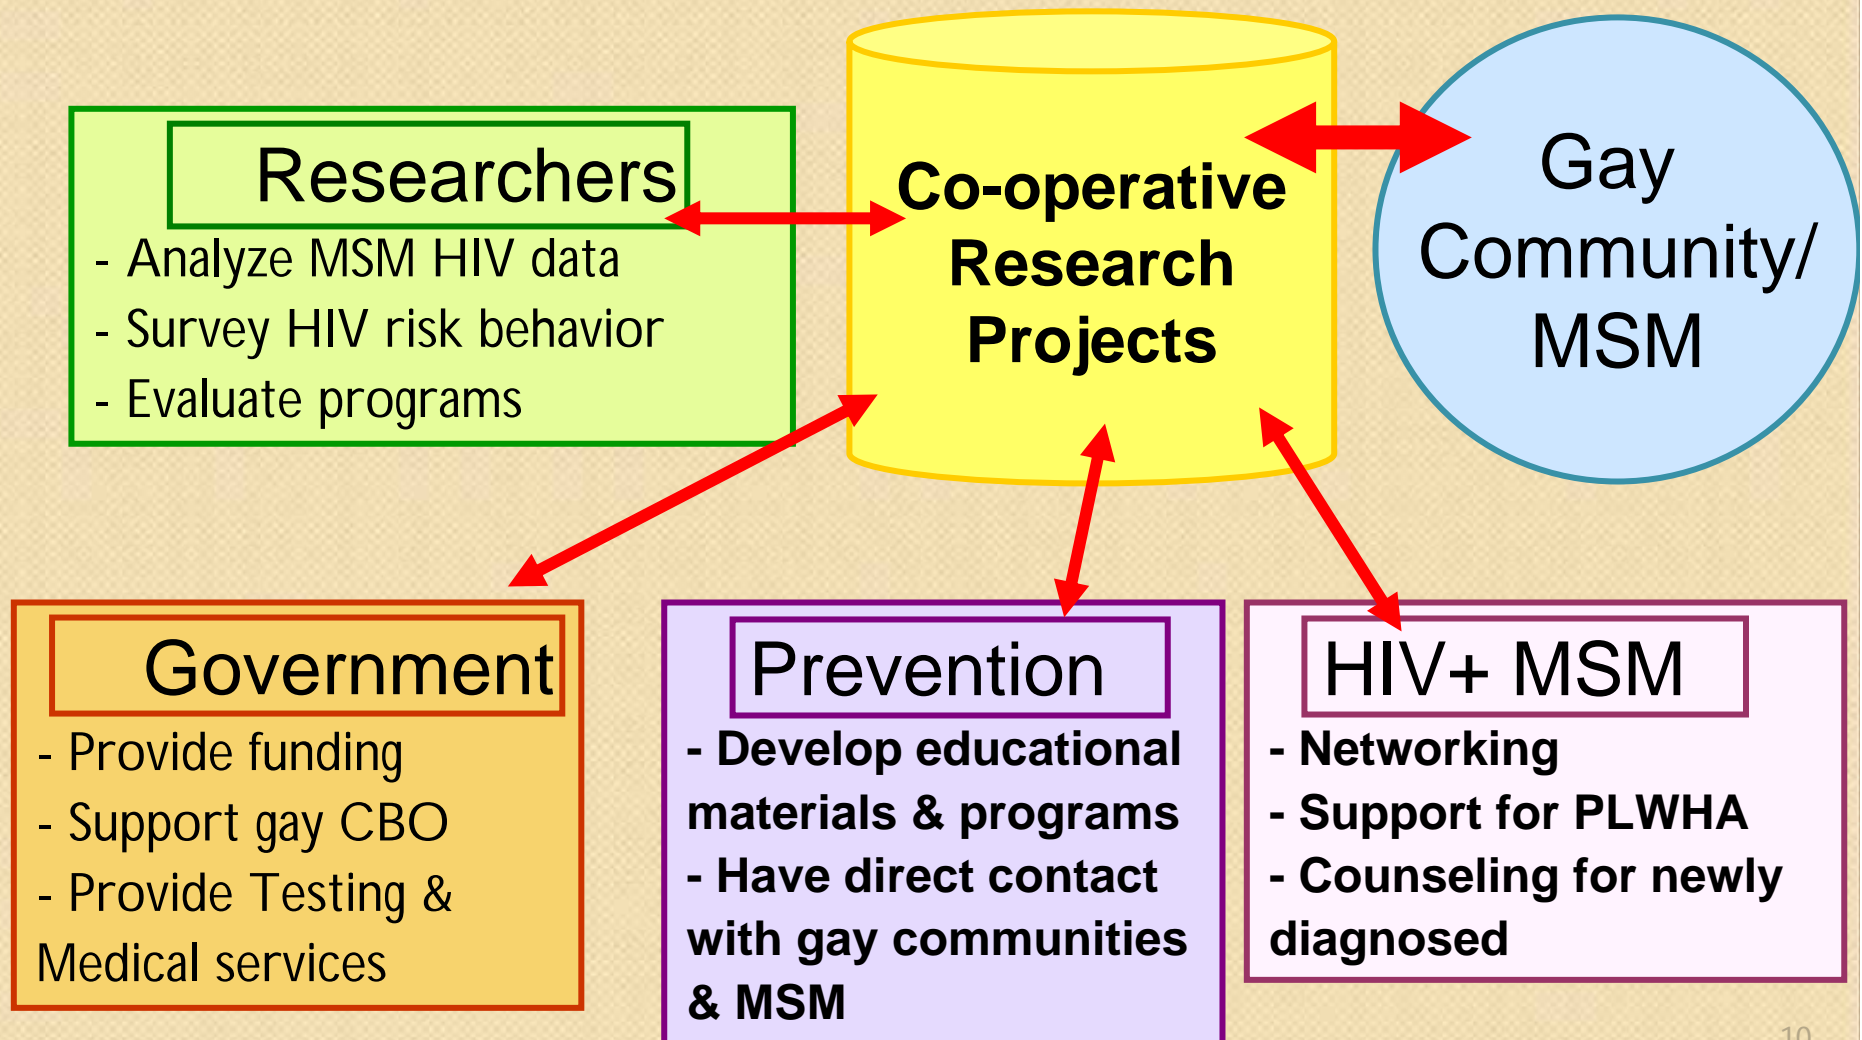 Researchers
- Analyze MSM HIV data
- Survey HIV risk behavior
- Evaluate programs
Co-operative
Research
Projects
Gay
Community/
MSM
Government
- Provide funding
- Support gay CBO
- Provide Testing &
Medical services
Prevention
- Develop educational
materials & programs
- Have direct contact
with gay communities
& MSM
HIV+ MSM
- Networking
- Support for PLWHA
- Counseling for newly
diagnosed
10